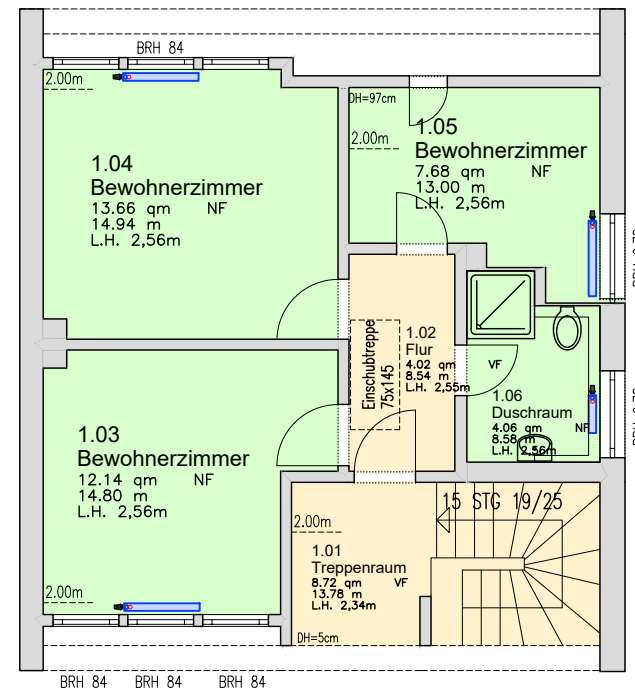 BRH 84
2.00m
DH=97cm
2.00m
1.05
Bewohnerzimmer
7.68 qm NF
13.00 m
L.H. 2,56m
1.04
Bewohnerzimmer
13.66 qm NF
14.94 m
L.H. 2,56m
Einschubtreppe
75x145
1.02
Flur
4.02 qm VF
8.54 m
L.H. 2,55m
1.06
Duschraum
4.06 qm NF
8.58 m
L.H. 2,56m
1.03
Bewohnerzimmer
12.14 qm NF
14.80 m
L.H. 2,56m
15 STG 19/25
2.00m
1.01
Treppenraum
8.72 qm VF
13.78 m
L.H. 2,34m
2.00m
DH=5cm
BRH 84 BRH 84 BRH 84